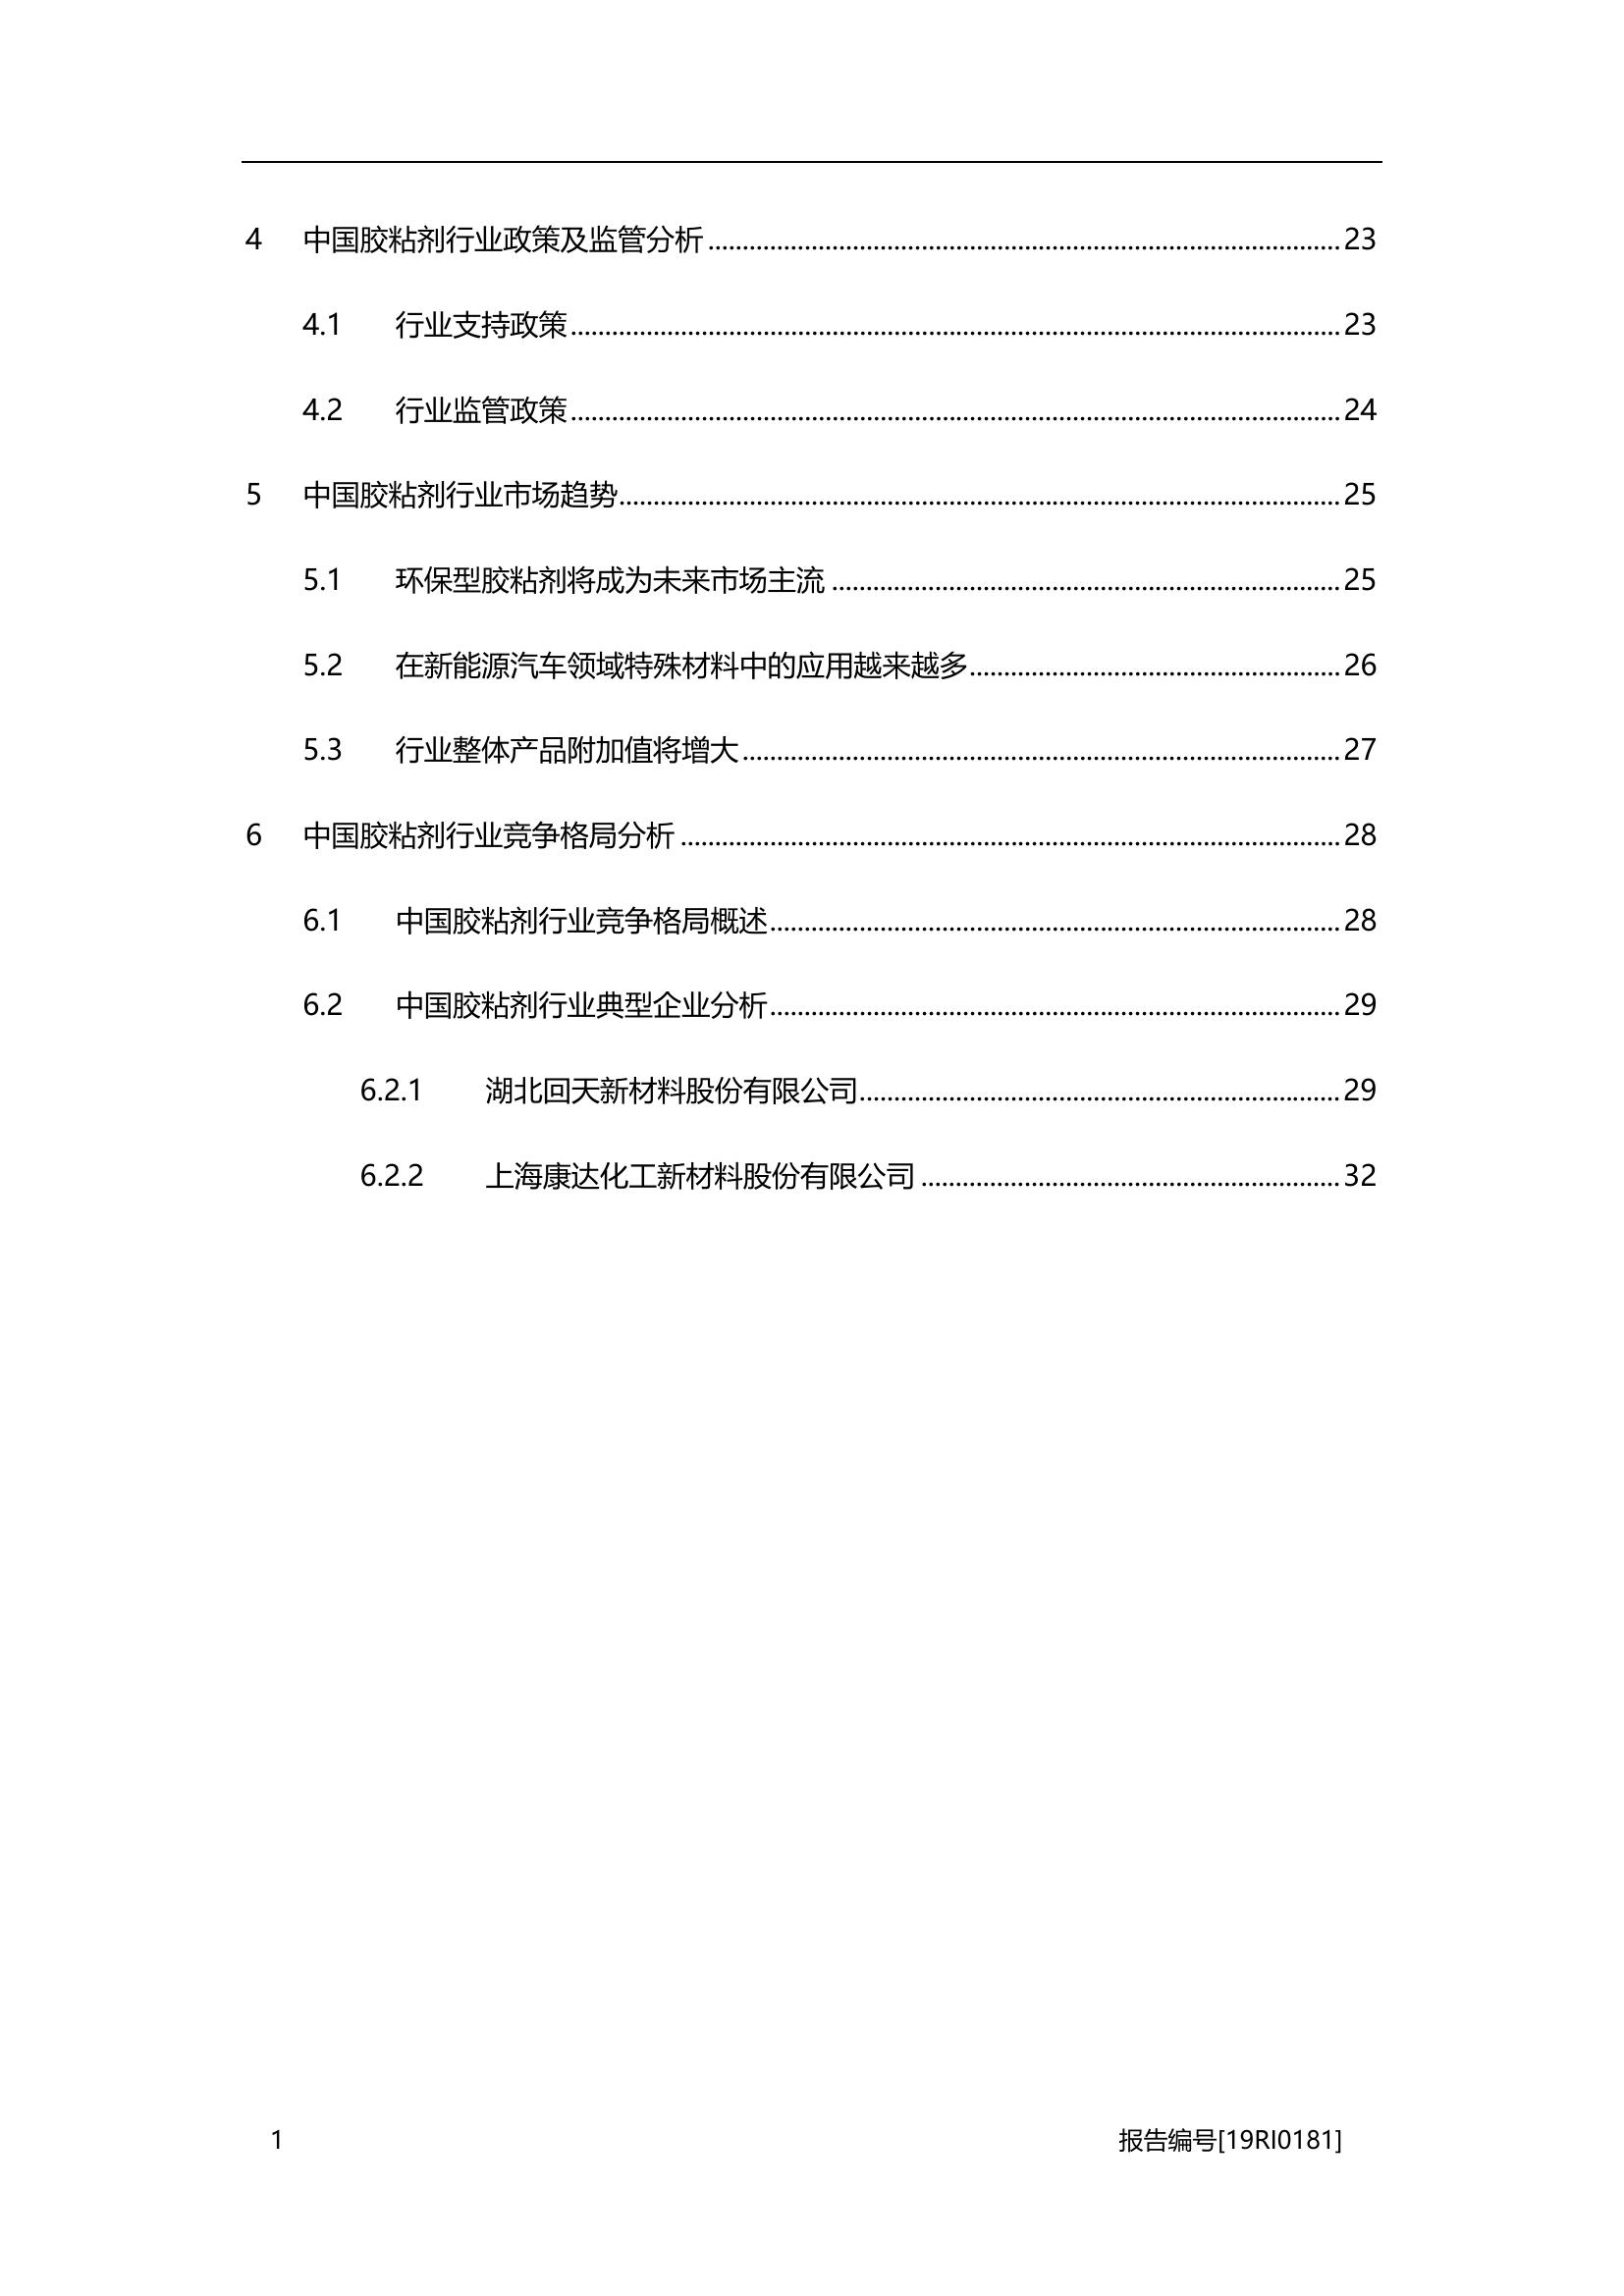 4 中国胶粘剂行业政策及监管分析 ........ 23
4.1 行业支持政策 ........ 23
4.2 行业监管政策 ........ 24
5 中国胶粘剂行业市场趋势 ........ 25
5.1 环保型胶粘剂将成为未来市场主流 ........ 25
5.2 在新能源汽车领域特殊材料中的应用越来越多 ........ 26
5.3 行业整体产品附加值将增大 ........ 27
6 中国胶粘剂行业竞争格局分析 ........ 28
6.1 中国胶粘剂行业竞争格局概述 ........ 28
6.2 中国胶粘剂行业典型企业分析 ........ 29
6.2.1 湖北回天新材料股份有限公司 ........ 29
6.2.2 上海康达化工新材料股份有限公司 ........ 32
1 报告编号[19RI0181]